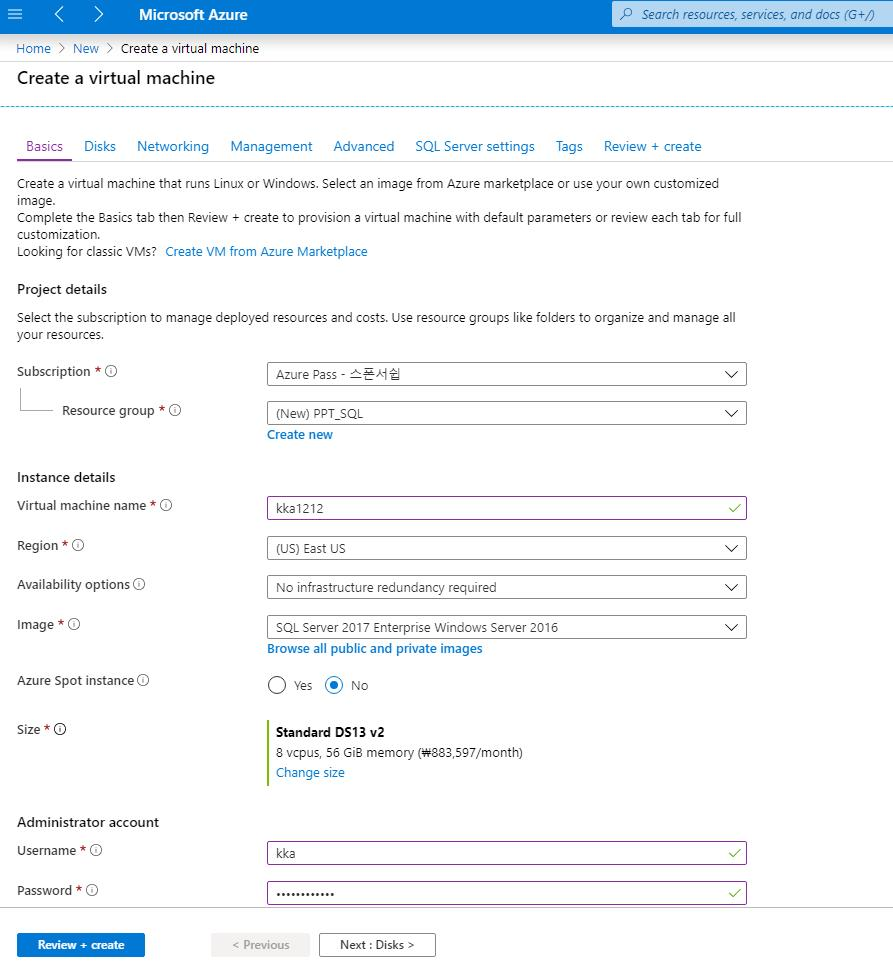 Microsoft Azure
Search resources, services, and docs (G+/)
Home > New > Create a virtual machine
Create a virtual machine
Basics Disks Networking Management Advanced SQL Server settings Tags Review + create
Create a virtual machine that runs Linux or Windows. Select an image from Azure marketplace or use your own customized
image.
Complete the Basics tab then Review + create to provision a virtual machine with default parameters or review each tab for full
customization.
Looking for classic VMs? Create VM from Azure Marketplace
Project details
Select the subscription to manage deployed resources and costs. Use resource groups like folders to organize and manage all
your resources.
Subscription *
Azure Pass - 스폰서쉽
Resource group *
(New) PPT_SQL
Create new
Instance details
Virtual machine name *
kka1212
Region *
(US) East US
Availability options
No infrastructure redundancy required
Image *
SQL Server 2017 Enterprise Windows Server 2016
Browse all public and private images
Azure Spot instance
Yes No
Size *
Standard DS13 v2
8 vcpus, 56 GiB memory (₩883,597/month)
Change size
Administrator account
Username *
kka
Password *
••••••••••••
Review + create
< Previous
Next : Disks >